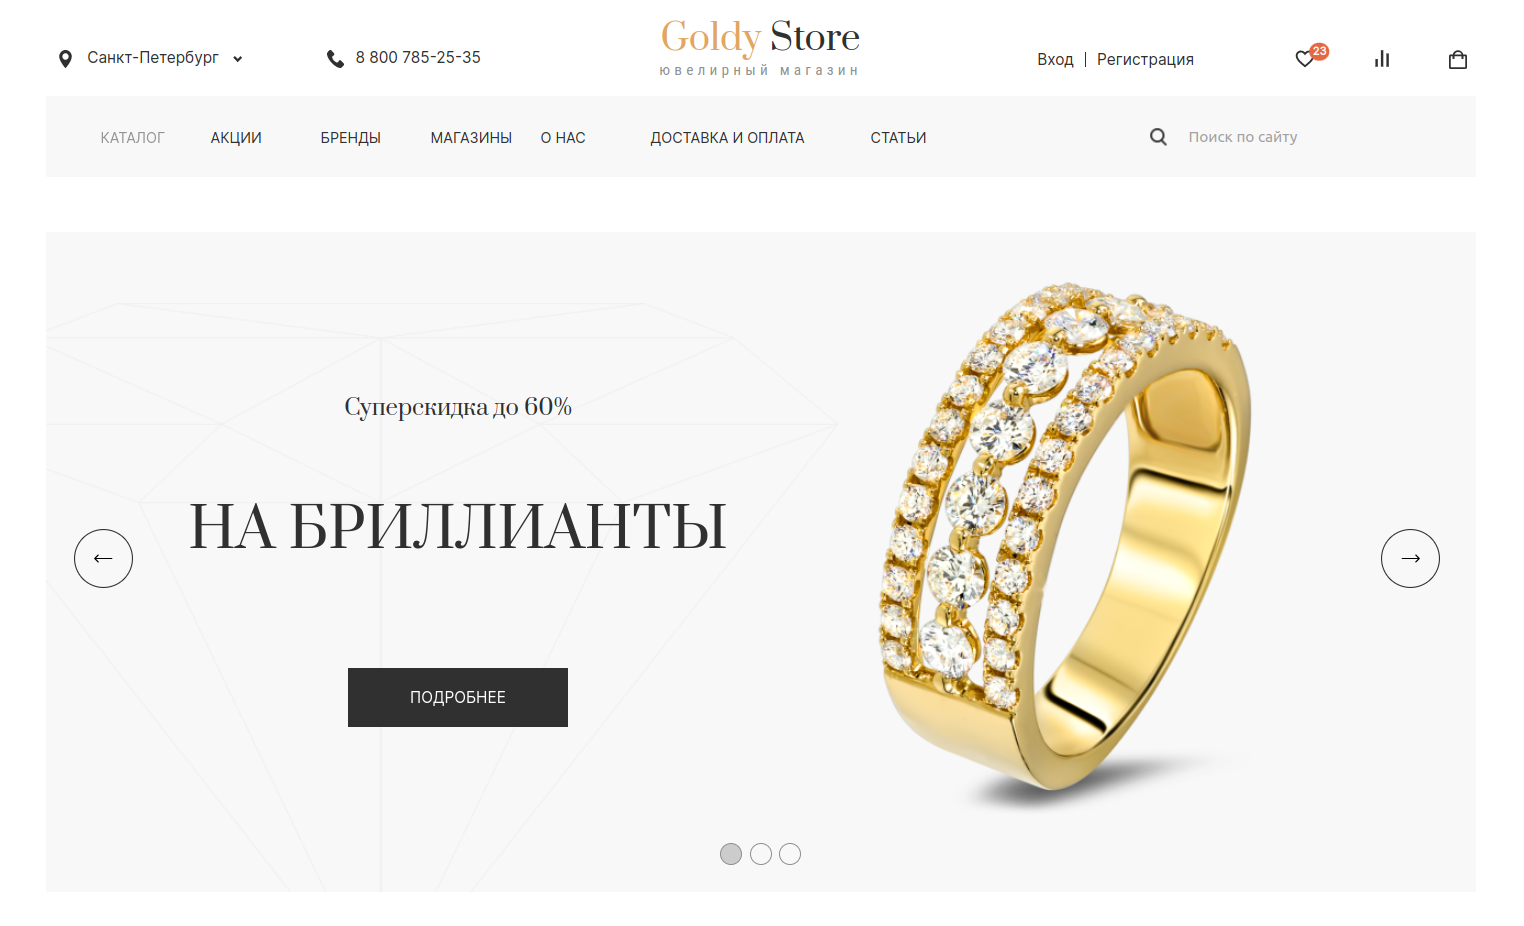 Goldy Store
Санкт-Петербург
8 800 785-25-35
ювелирный магазин
Вход | Регистрация
23
КАТАЛОГ АКЦИИ БРЕНДЫ МАГАЗИНЫ О НАС ДОСТАВКА И ОПЛАТА СТАТЬИ
Поиск по сайту
Суперскидка до 60%
НА БРИЛЛИАНТЫ
ПОДРОБНЕЕ